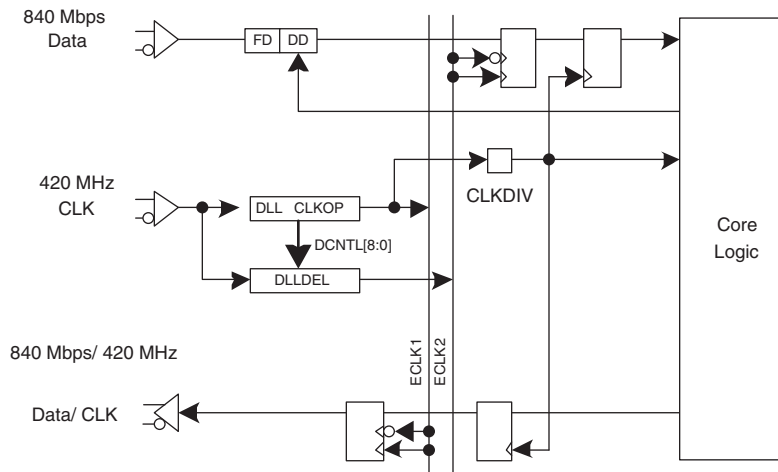 840 Mbps
Data
FD DD
420 MHz
CLK
DLL CLKOP
CLKDIV
DCNTL[8:0]
DLLDEL
Core
Logic
ECLK1
ECLK2
840 Mbps/ 420 MHz
Data/ CLK